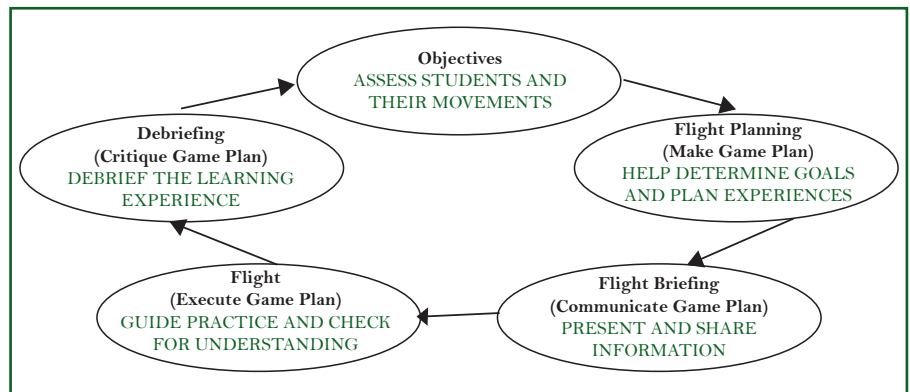 Objectives
ASSESS STUDENTS AND
THEIR MOVEMENTS
Flight Planning
(Make Game Plan)
HELP DETERMINE GOALS
AND PLAN EXPERIENCES
Flight Briefing
(Communicate Game Plan)
PRESENT AND SHARE
INFORMATION
Flight
(Execute Game Plan)
GUIDE PRACTICE AND CHECK
FOR UNDERSTANDING
Debriefing
(Critique Game Plan)
DEBRIEF THE LEARNING
EXPERIENCE